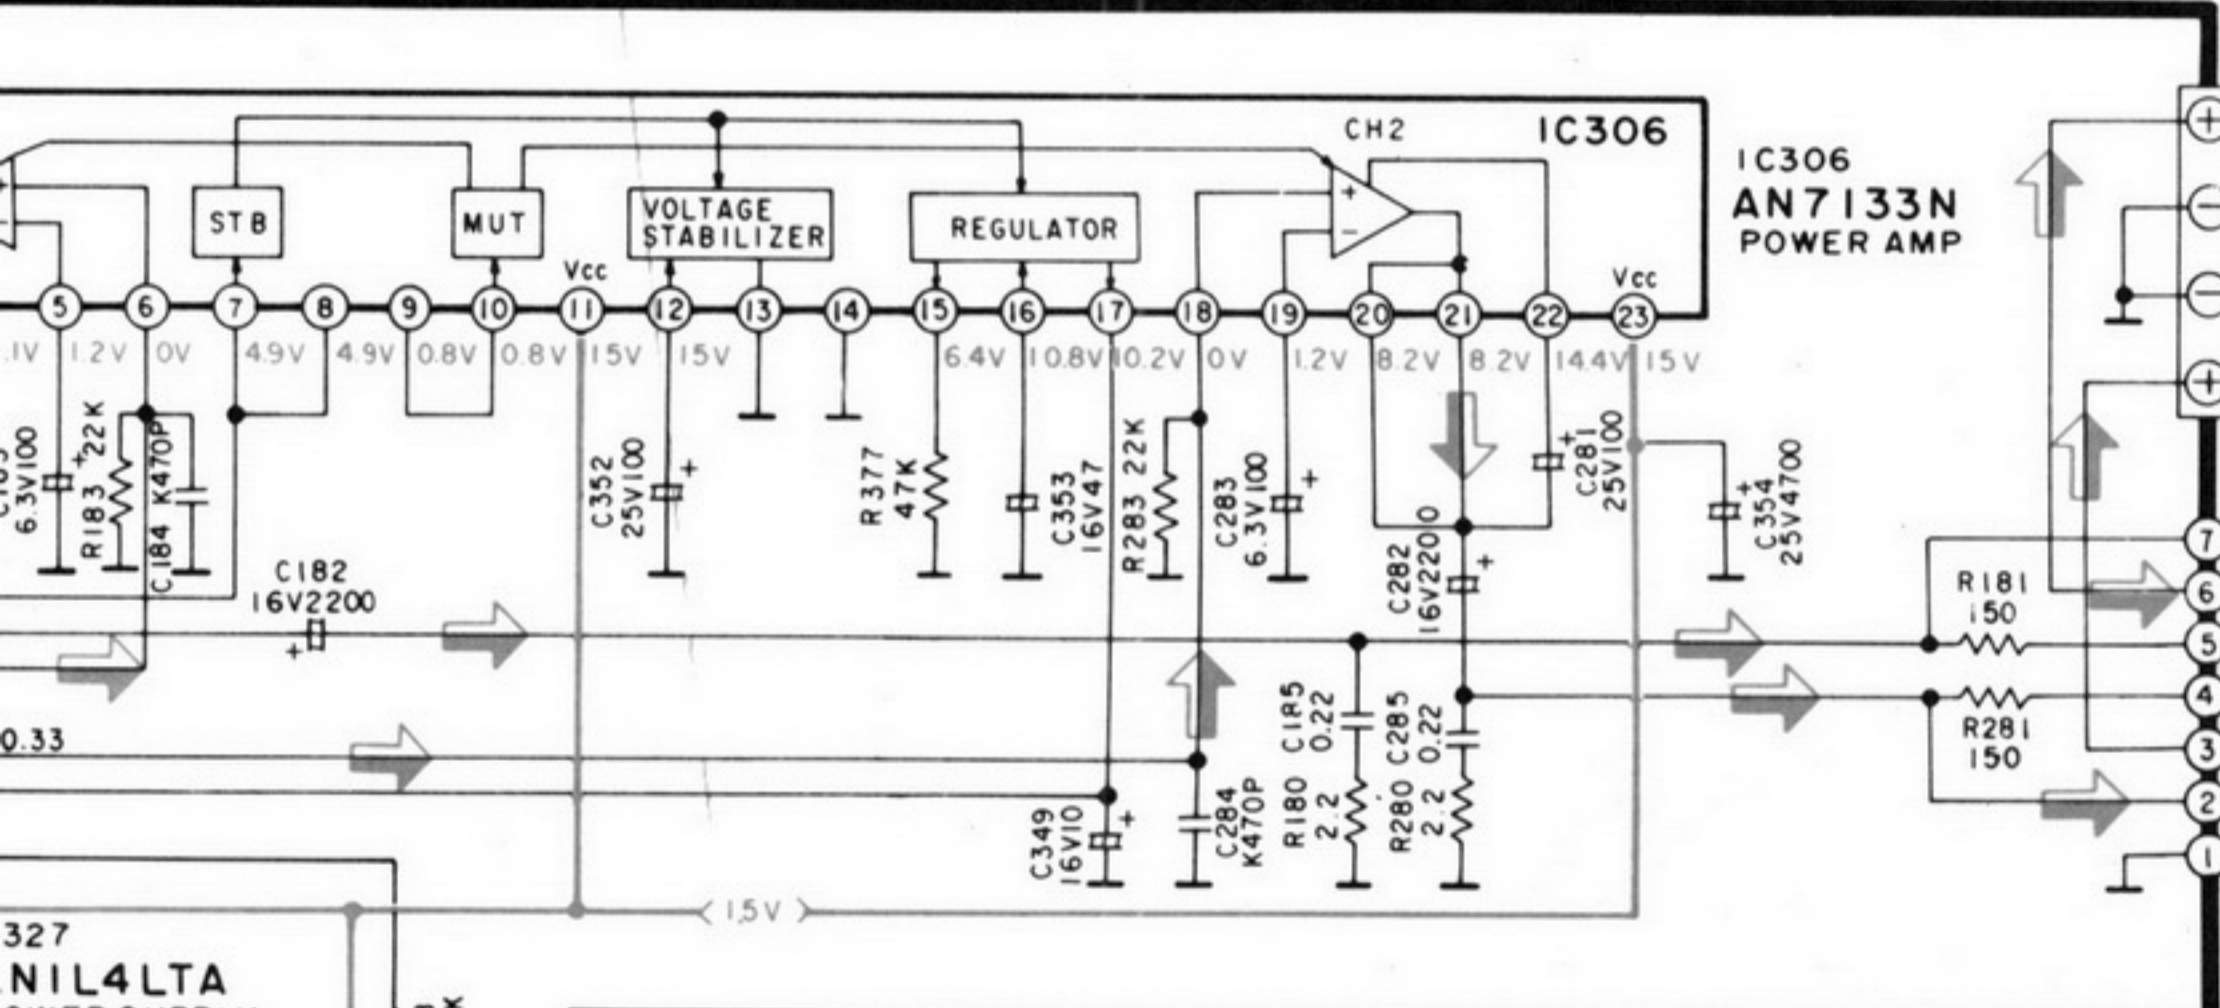 CH2
IC306
IC306
AN7133N
POWER AMP
STB
MUT
VOLTAGE
STABILIZER
REGULATOR
Vcc
Vcc
+
−
+
−
−
+
5 6 7 8 9 10 11 12 13 14 15 16 17 18 19 20 21 22 23
.1V 1.2V 0V 4.9V 4.9V 0.8V 0.8V 15V 15V 6.4V 10.8V 10.2V 0V 1.2V 8.2V 8.2V 14.4V 15V
6.3V100
R183 22K
C184 K470P
C182
16V2200
C352
25V100
R377
47K
C353
16V47
R283 22K
C283
6.3V100
C282
16V2200
C281
25V100
C354
25V4700
7
R181
150
6
5
4
R281
150
3
2
1
0.33
C349
16V10
C284
K470P
R180 C185
2.2 0.22
R280 C285
2.2 0.22
15V
327
NIL4LTA